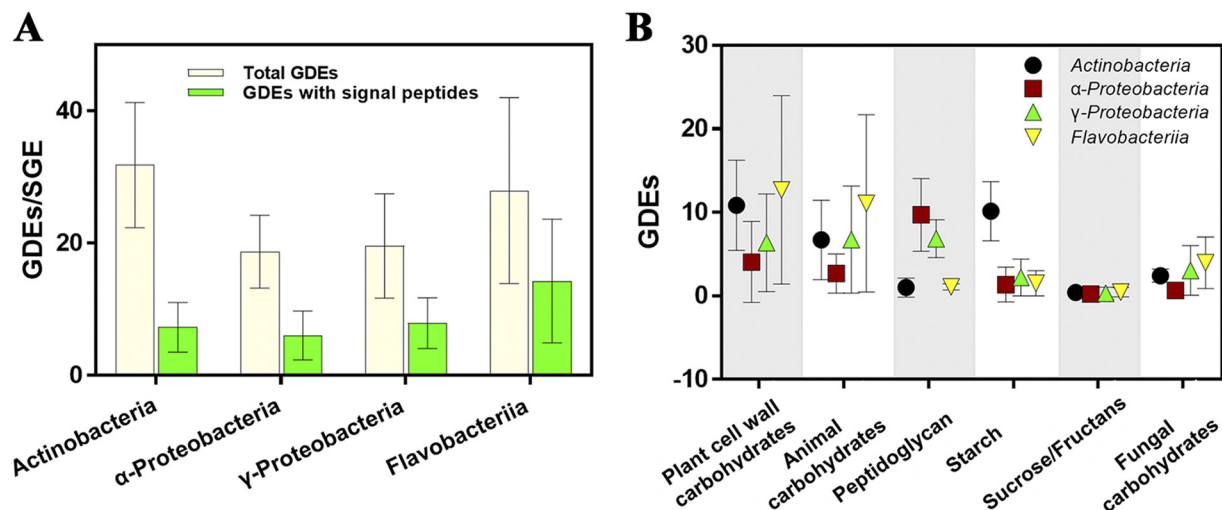 A
GDEs/SGE
40
20
0
Total GDEs
GDEs with signal peptides
Actinobacteria
α-Proteobacteria
γ-Proteobacteria
Flavobacteriia
B
GDEs
30
20
10
0
-10
Actinobacteria
α-Proteobacteria
γ-Proteobacteria
Flavobacteriia
Plant cell wall
carbohydrates
Animal
carbohydrates
Peptidoglycan
Starch
Sucrose/Fructans
Fungal
carbohydrates